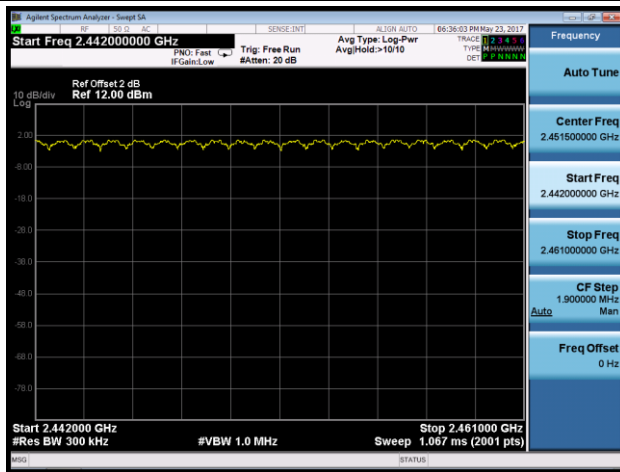 Agilent Spectrum Analyzer - Swept SA
RF 50 Ω AC SENSE:INT ALIGN AUTO 06:36:03 PM May 23, 2017
Start Freq 2.442000000 GHz
PNO: Fast
IFGain:Low
Trig: Free Run
#Atten: 20 dB
Avg Type: Log-Pwr
Avg|Hold:>10/10
TRACE 1 2 3 4 5 6
TYPE M M W W W W W
DET P P N N N N
Ref Offset 2 dB
10 dB/div Ref 12.00 dBm
Log
2.00
-8.00
-18.0
-28.0
-38.0
-48.0
-58.0
-68.0
-78.0
Start 2.442000 GHz Stop 2.461000 GHz
#Res BW 300 kHz #VBW 1.0 MHz Sweep 1.067 ms (2001 pts)
MSG STATUS
Frequency
Auto Tune
Center Freq
2.451500000 GHz
Start Freq
2.442000000 GHz
Stop Freq
2.461000000 GHz
CF Step
1.900000 MHz
Auto Man
Freq Offset
0 Hz